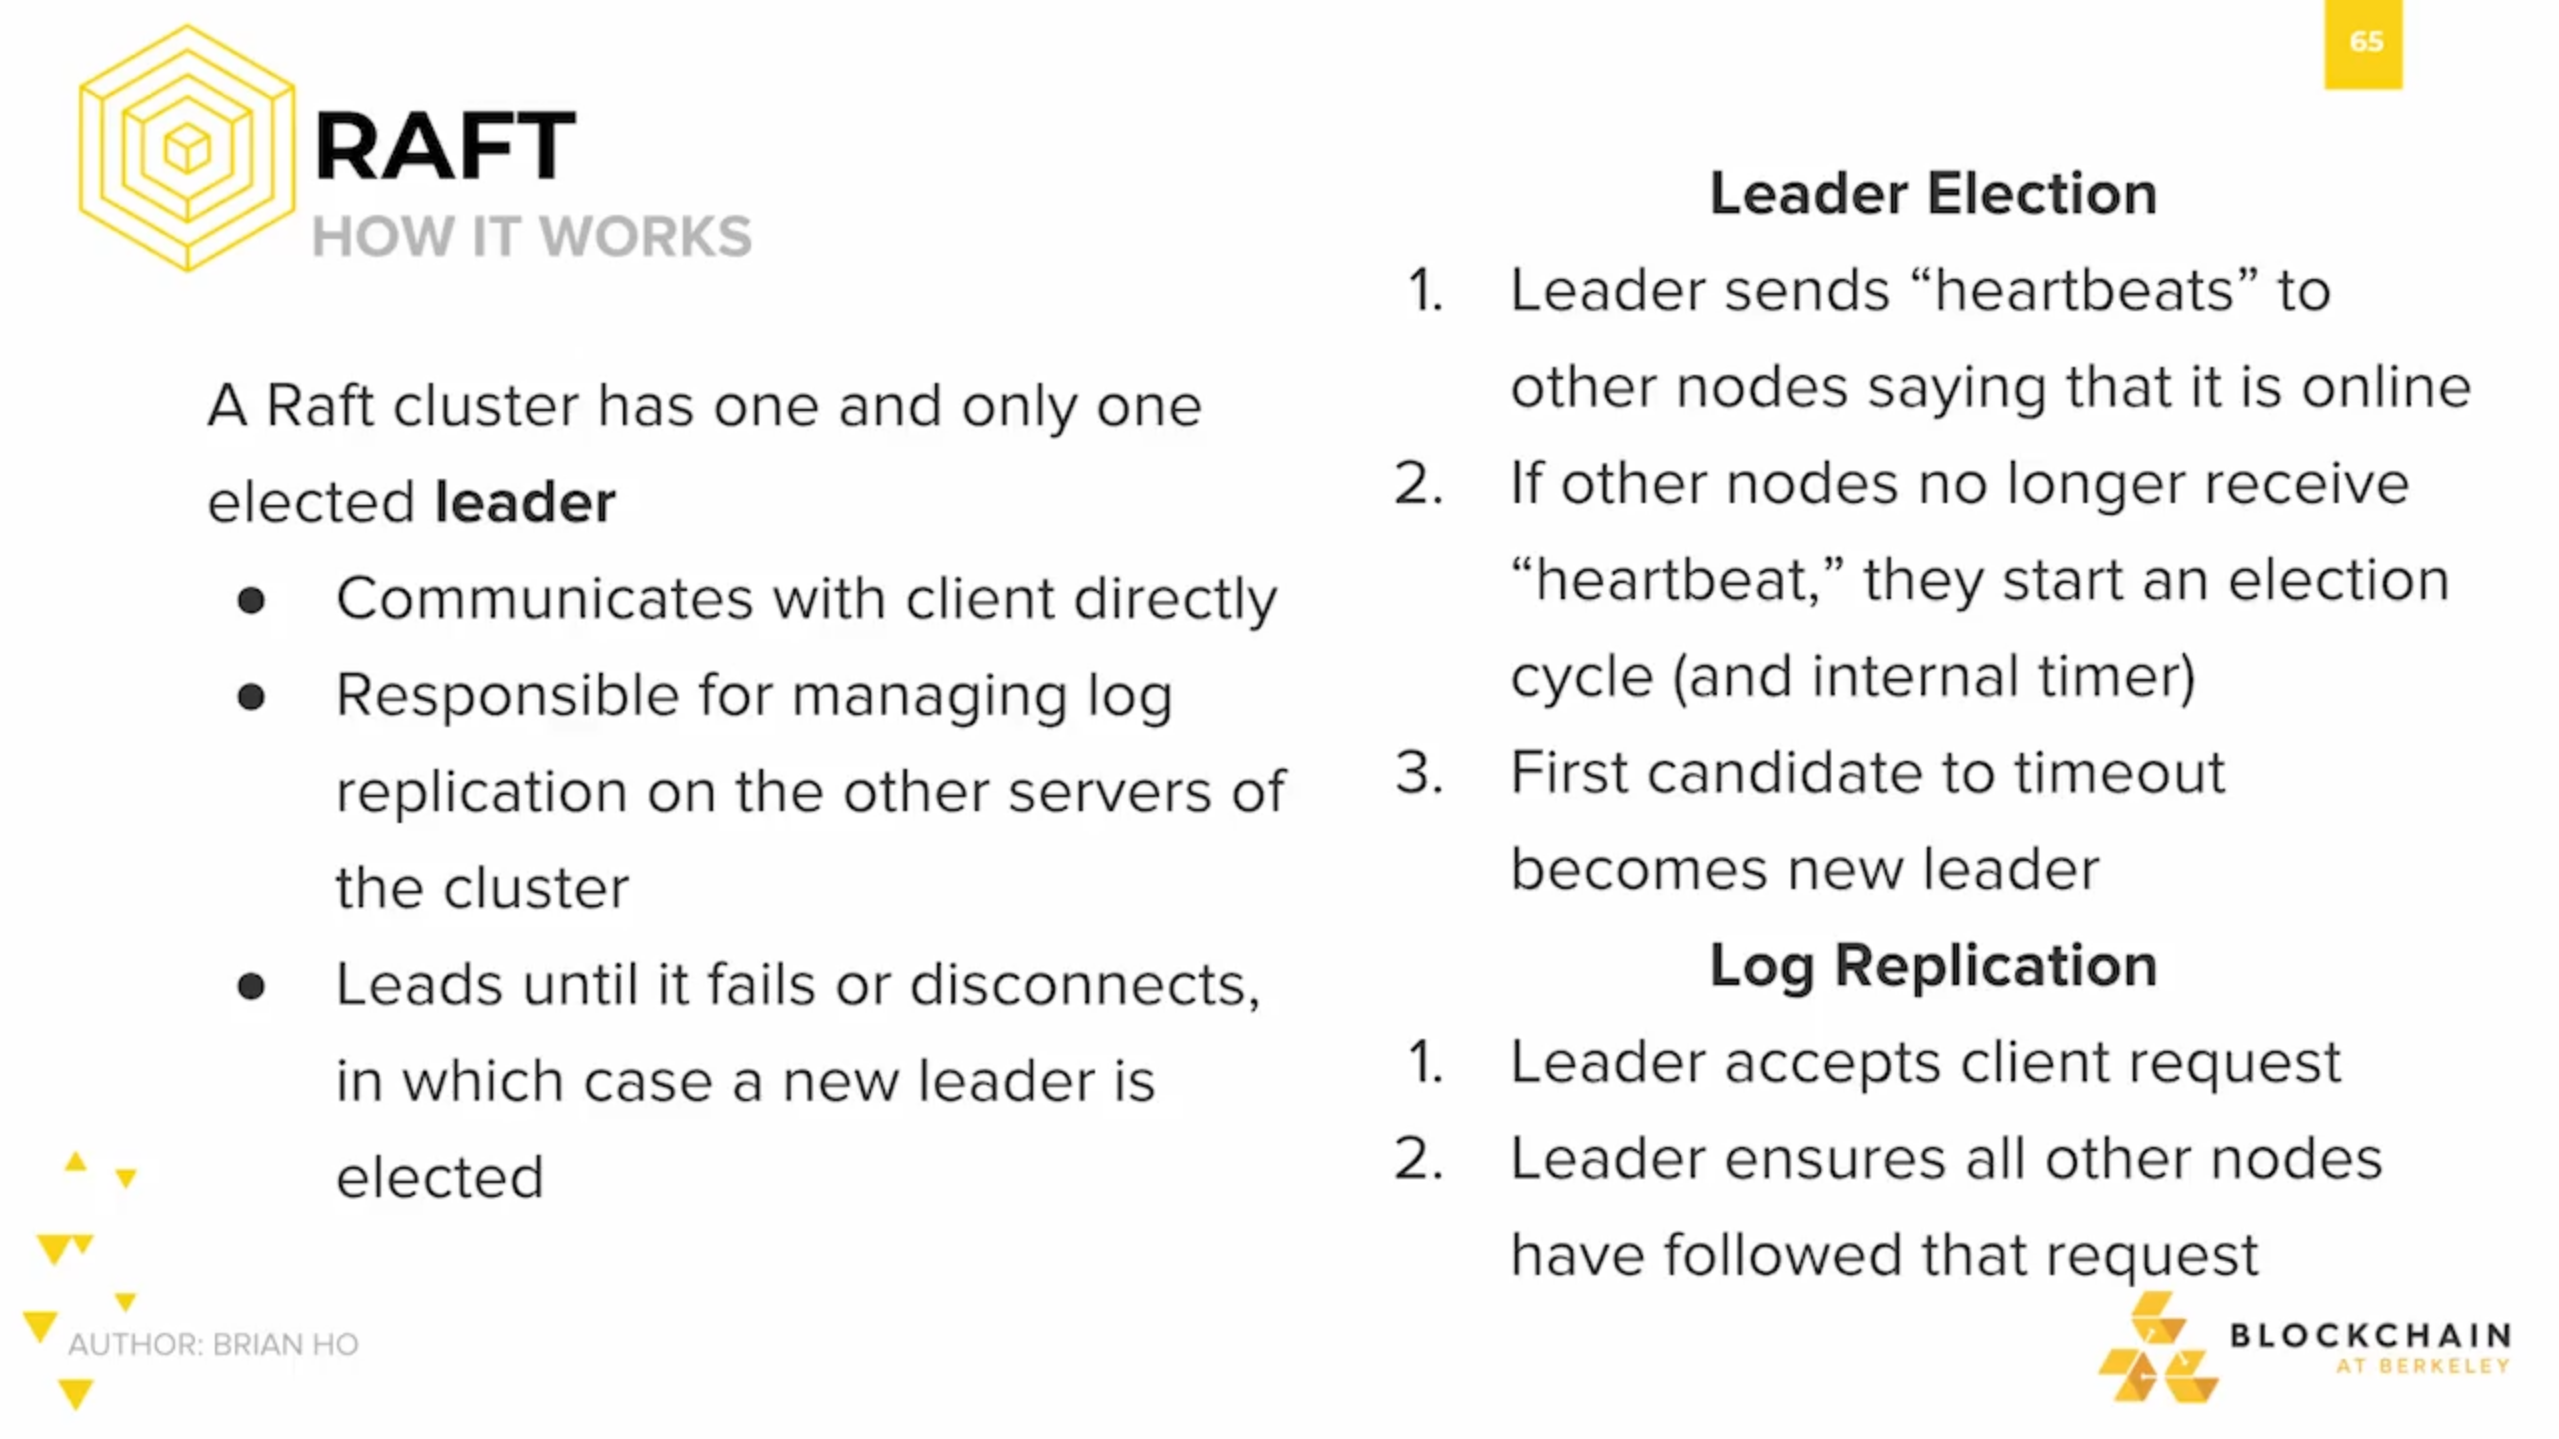 65
RAFT
HOW IT WORKS
A Raft cluster has one and only one
elected leader
● Communicates with client directly
● Responsible for managing log
replication on the other servers of
the cluster
● Leads until it fails or disconnects,
in which case a new leader is
elected
Leader Election
1. Leader sends “heartbeats” to
other nodes saying that it is online
2. If other nodes no longer receive
“heartbeat,” they start an election
cycle (and internal timer)
3. First candidate to timeout
becomes new leader
Log Replication
1. Leader accepts client request
2. Leader ensures all other nodes
have followed that request
AUTHOR: BRIAN HO
BLOCKCHAIN
AT BERKELEY